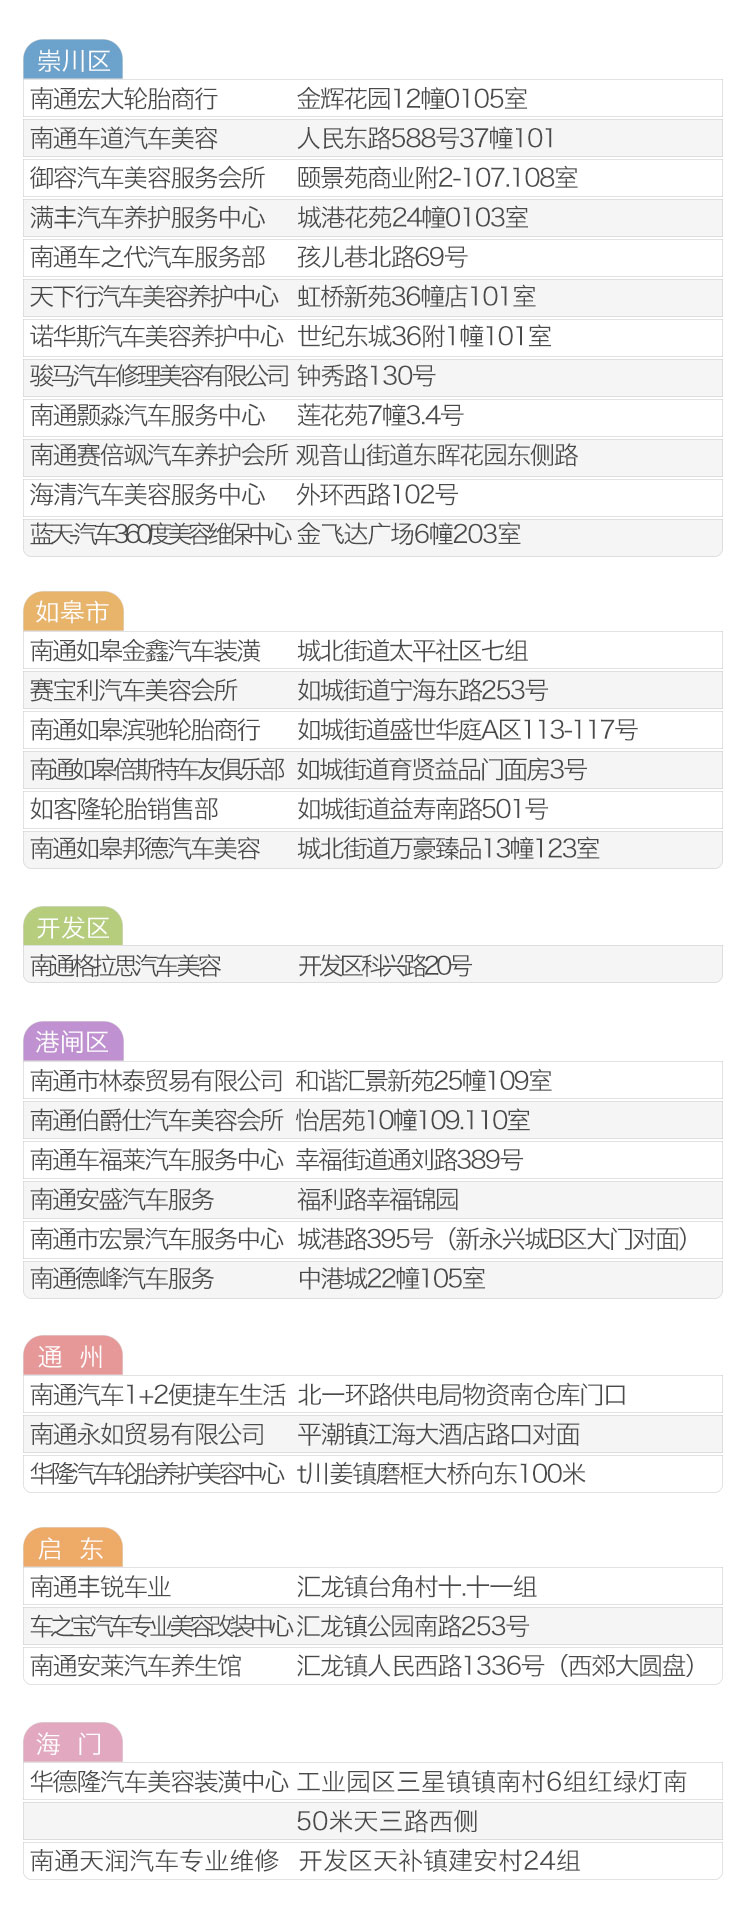 崇川区
南通宏大轮胎商行 金辉花园12幢0105室
南通车道汽车美容 人民东路588号37幢101
御容汽车美容服务会所 颐景苑商业附2-107.108室
满丰汽车养护服务中心 城港花苑24幢0103室
南通车之代汽车服务部 孩儿巷北路69号
天下行汽车美容养护中心 虹桥新苑36幢店101室
诺华斯汽车美容养护中心 世纪东城36附1幢101室
骏马汽车修理美容有限公司 钟秀路130号
南通颢淼汽车服务中心 莲花苑7幢3.4号
南通赛倍飒汽车养护会所 观音山街道东晖花园东侧路
海清汽车美容服务中心 外环西路102号
蓝天-汽车360度美容维保中心 金飞达广场6幢203室
如皋市
南通如皋金鑫汽车装潢 城北街道太平社区七组
赛宝利汽车美容会所 如城街道宁海东路253号
南通如皋滨驰轮胎商行 如城街道盛世华庭A区113-117号
南通如皋倍斯特车友俱乐部 如城街道育贤益品门面房3号
如客隆轮胎销售部 如城街道益寿南路501号
南通如皋邦德汽车美容 城北街道万豪臻品13幢123室
开发区
南通格拉思汽车美容 开发区科兴路20号
港闸区
南通市林泰贸易有限公司 和谐汇景新苑25幢109室
南通伯爵仕汽车美容会所 怡居苑10幢109.110室
南通车福莱汽车服务中心 幸福街道通刘路389号
南通安盛汽车服务 福利路幸福锦园
南通市宏景汽车服务中心 城港路395号（新永兴城B区大门对面）
南通德峰汽车服务 中港城22幢105室
通 州
南通汽车1+2便捷车生活 北一环路供电局物资南仓库门口
南通永如贸易有限公司 平潮镇江海大酒店路口对面
华隆汽车轮胎养护美容中心 t川姜镇磨框大桥向东100米
启 东
南通丰锐车业 汇龙镇台角村十.十一组
车之宝汽车专业美容改装中心 汇龙镇公园南路253号
南通安莱汽车养生馆 汇龙镇人民西路1336号（西郊大圆盘）
海 门
华德隆汽车美容装潢中心 工业园区三星镇镇南村6组红绿灯南
50米天三路西侧
南通天润汽车专业维修 开发区天补镇建安村24组